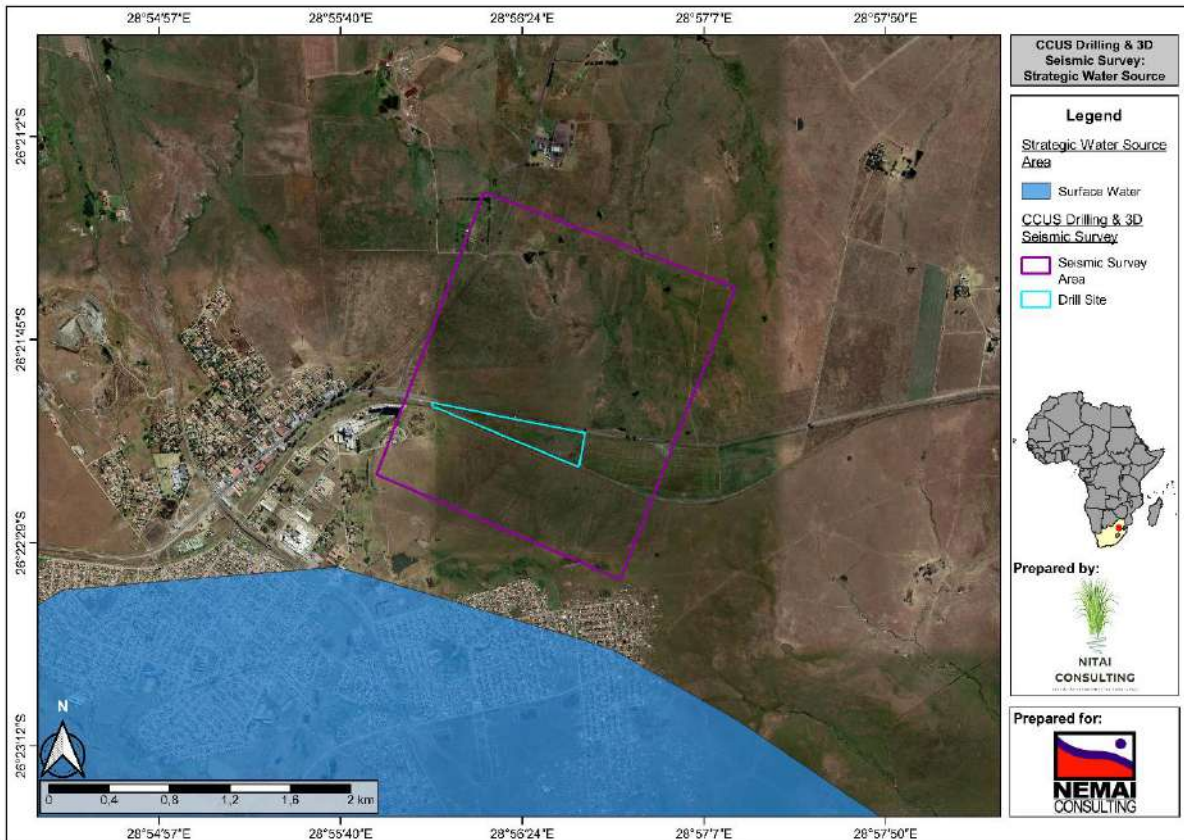 28°54'57"E 28°55'40"E 28°56'24"E 28°57'7"E 28°57'50"E
26°21'2"S
26°21'45"S
26°22'29"S
26°23'12"S
N
0 0,4 0,8 1,2 1,6 2 km
28°54'57"E 28°55'40"E 28°56'24"E 28°57'7"E 28°57'50"E
CCUS Drilling & 3D
Seismic Survey:
Strategic Water Source
Legend
Strategic Water Source
Area
Surface Water
CCUS Drilling & 3D
Seismic Survey
Seismic Survey
Area
Drill Site
Prepared by:
NITAI
CONSULTING
Prepared for:
NEMAI
CONSULTING